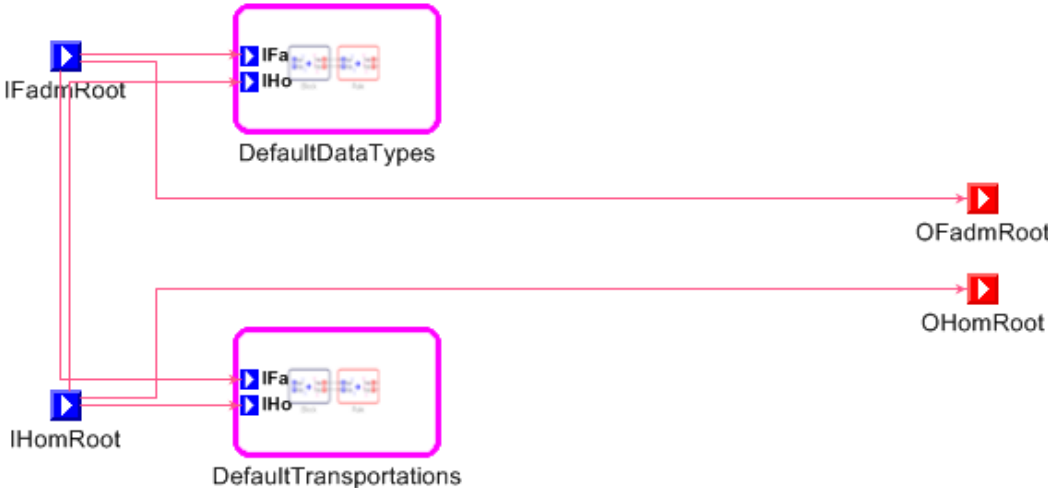 IFa
IHo
IFadmRoot
DefaultDataTypes
OFadmRoot
OHomRoot
IFa
IHo
IHomRoot
DefaultTransportations